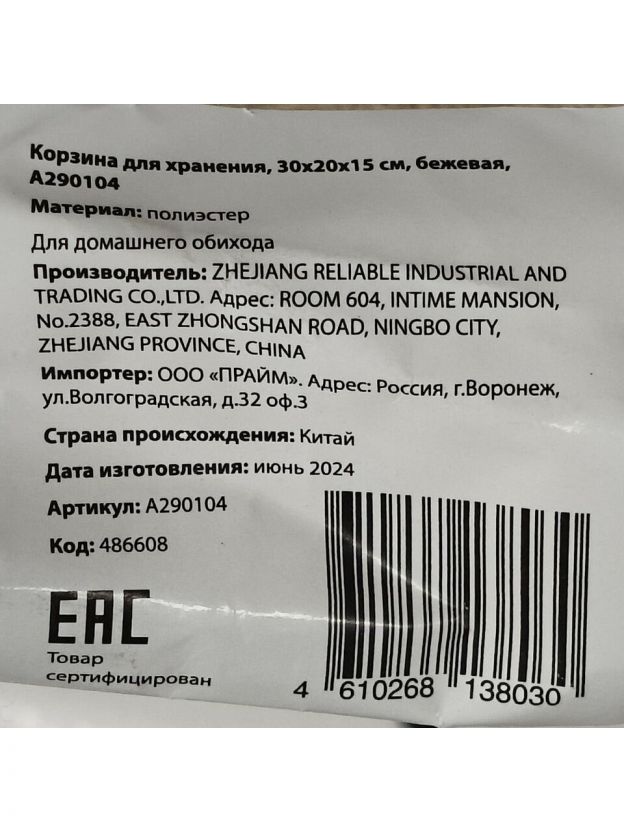 Корзина для хранения, 30х20х15 см, бежевая,
А290104
Материал: полиэстер
Для домашнего обихода
Производитель: ZHEJIANG RELIABLE INDUSTRIAL AND
TRADING CO.,LTD. Адрес: ROOM 604, INTIME MANSION,
No.2388, EAST ZHONGSHAN ROAD, NINGBO CITY,
ZHEJIANG PROVINCE, CHINA
Импортер: ООО «ПРАЙМ». Адрес: Россия, г.Воронеж,
ул.Волгоградская, д.32 оф.3
Страна происхождения: Китай
Дата изготовления: июнь 2024
Артикул: А290104
Код: 486608
EAC
Товар
сертифицирован
4 610268 138030